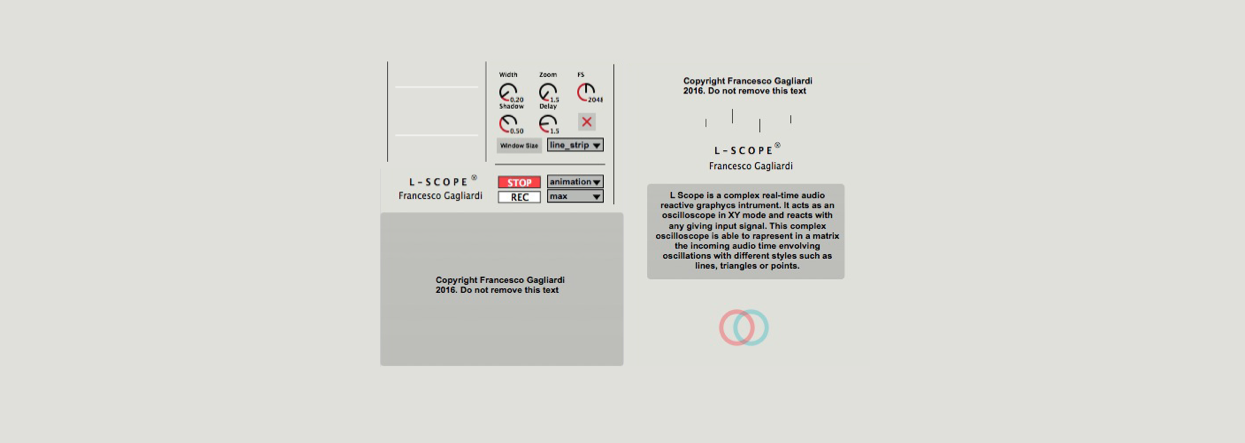 Width Zoom FS
0.20 1.5 2048
Shadow Delay
0.50 1.5
Window Size line_strip
L-SCOPE®
Francesco Gagliardi
STOP animation
REC max
Copyright Francesco Gagliardi
2016. Do not remove this text
Copyright Francesco Gagliardi
2016. Do not remove this text
L-SCOPE®
Francesco Gagliardi
L Scope is a complex real-time audio
reactive graphycs intrument. It acts as an
oscilloscope in XY mode and reacts with
any giving input signal. This complex
oscilloscope is able to rapresent in a matrix
the incoming audio time envolving
oscillations with different styles such as
lines, triangles or points.